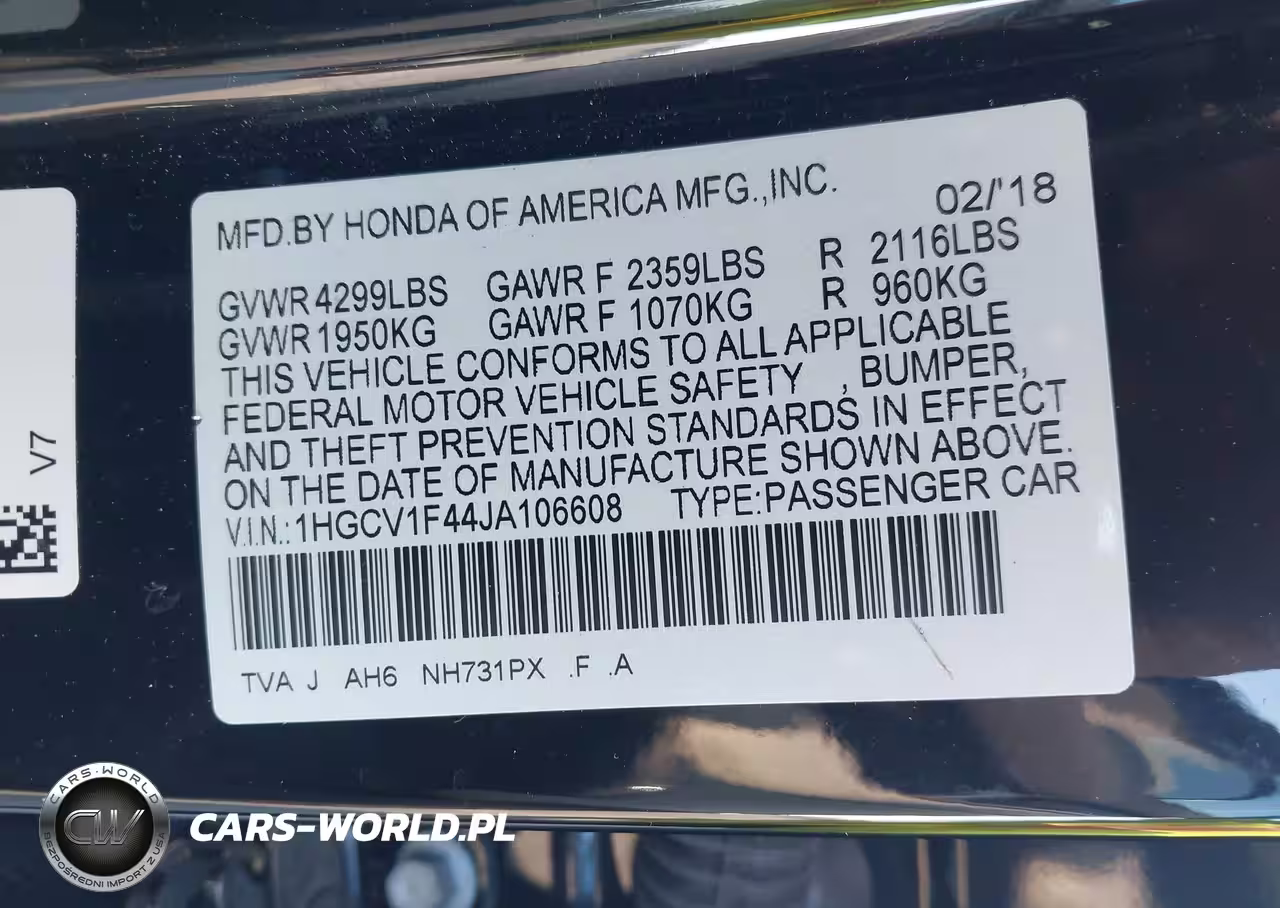 MFD.BY HONDA OF AMERICA MFG.,INC. 02/'18
GVWR 4299LBS GAWR F 2359LBS R 2116LBS
GVWR 1950KG GAWR F 1070KG R 960KG
THIS VEHICLE CONFORMS TO ALL APPLICABLE
FEDERAL MOTOR VEHICLE SAFETY , BUMPER,
AND THEFT PREVENTION STANDARDS IN EFFECT
ON THE DATE OF MANUFACTURE SHOWN ABOVE.
V.I.N.: 1HGCV1F44JA106608 TYPE:PASSENGER CAR
TVA J AH6 NH731PX .F .A
V7
CARS-WORLD
CW
BEZPOŚREDNI IMPORT Z USA
CARS-WORLD.PL